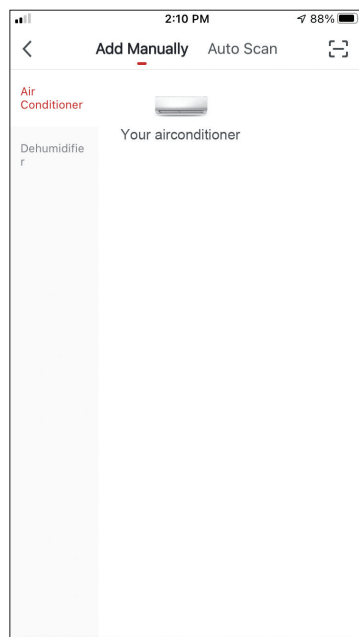 2:10 PM
88%
Add Manually Auto Scan
Air
Conditioner
Your airconditioner
Dehumidifie
r